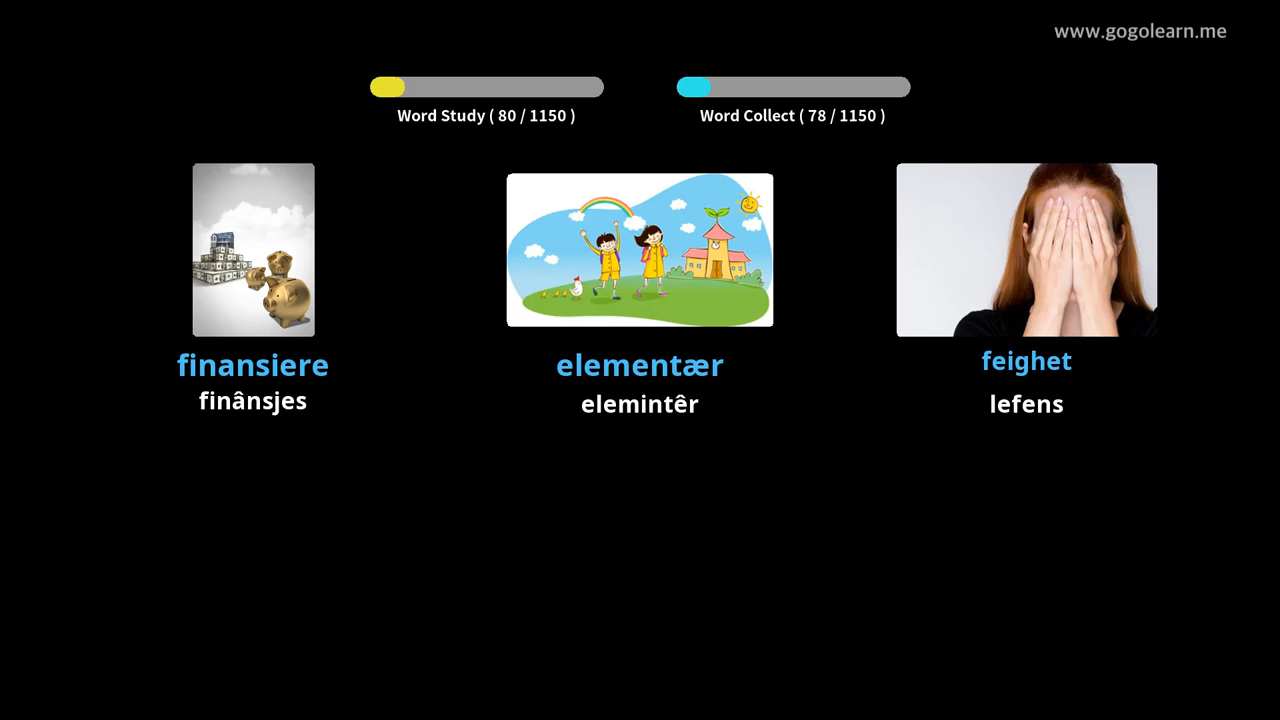 www.gogolearn.me
Word Study ( 80 / 1150 )
Word Collect ( 78 / 1150 )
finansiere
finânsjes
elementær
elemintêr
feighet
lefens